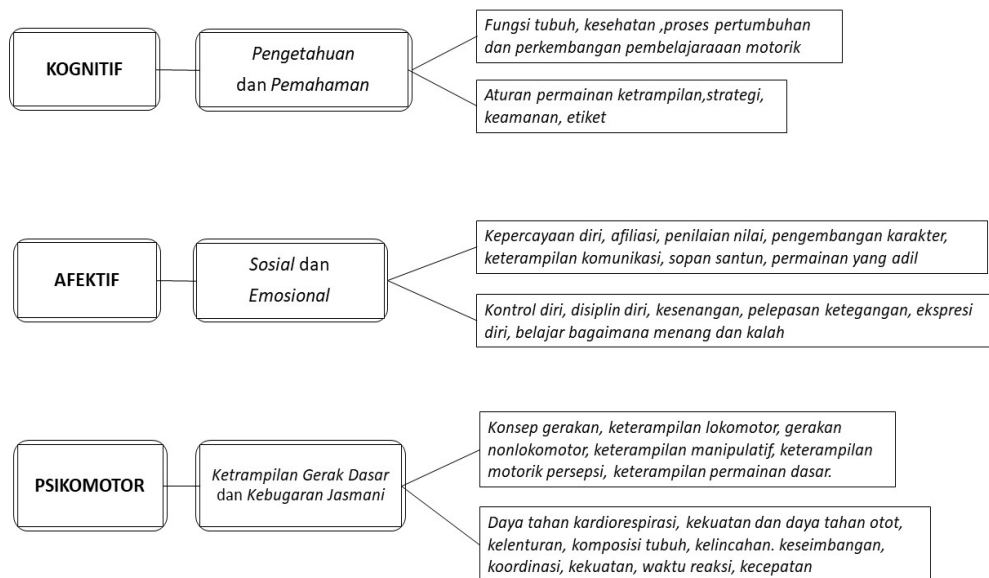 KOGNITIF
Pengetahuan
dan Pemahaman
Fungsi tubuh, kesehatan ,proses pertumbuhan
dan perkembangan pembelajaraaan motorik
Aturan permainan ketrampilan,strategi,
keamanan, etiket
AFEKTIF
Sosial dan
Emosional
Kepercayaan diri, afiliasi, penilaian nilai, pengembangan karakter,
keterampilan komunikasi, sopan santun, permainan yang adil
Kontrol diri, disiplin diri, kesenangan, pelepasan ketegangan, ekspresi
diri, belajar bagaimana menang dan kalah
PSIKOMOTOR
Ketrampilan Gerak Dasar
dan Kebugaran Jasmani
Konsep gerakan, keterampilan lokomotor, gerakan
nonlokomotor, keterampilan manipulatif, keterampilan
motorik persepsi, keterampilan permainan dasar.
Daya tahan kardiorespirasi, kekuatan dan daya tahan otot,
kelenturan, komposisi tubuh, kelincahan. keseimbangan,
koordinasi, kekuatan, waktu reaksi, kecepatan